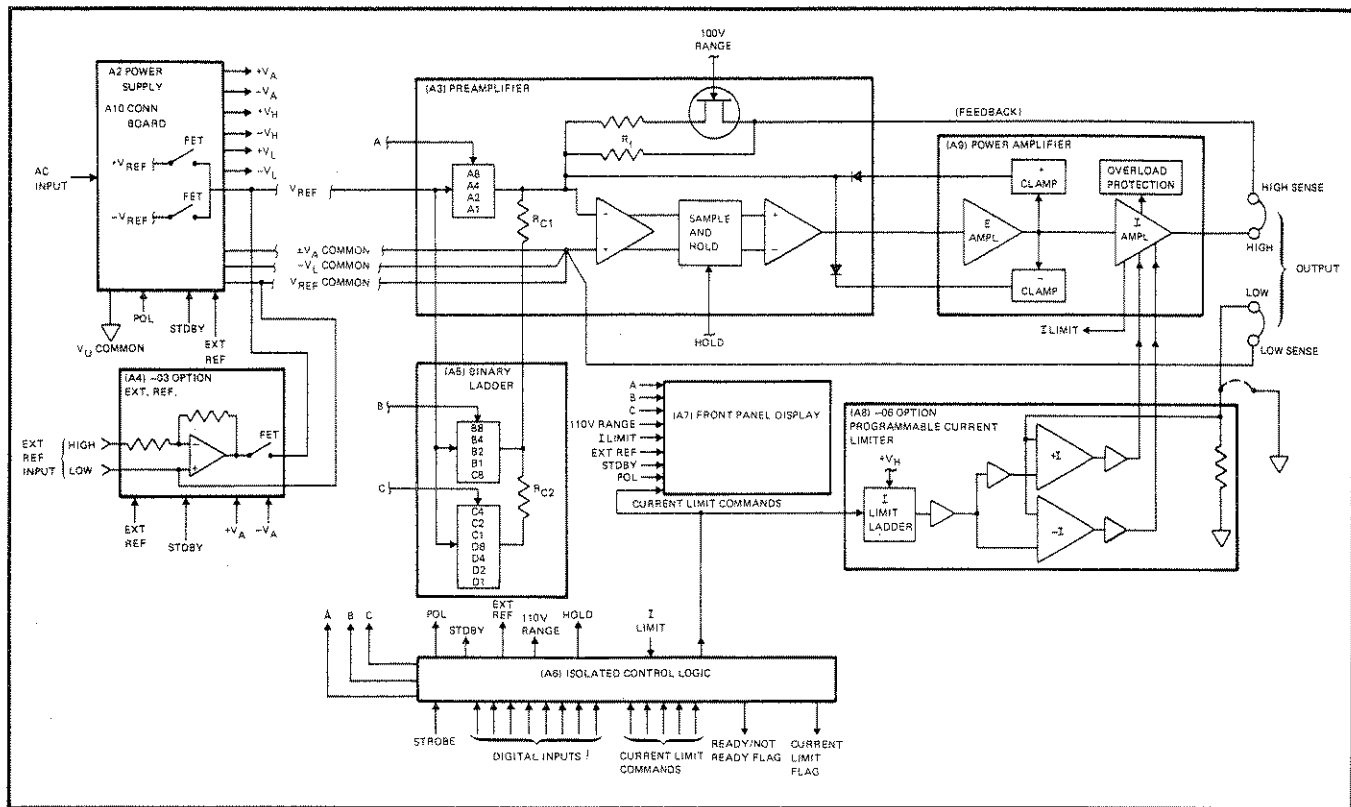 A2 POWER
SUPPLY
A10 CONN
BOARD
FET
+VREF
FET
-VREF
AC
INPUT
+VA
-VA
+VH
-VH
+VL
-VL
VREF
±VA COMMON
-VL COMMON
VREF COMMON
POL
STDBY
EXT
REF
VU COMMON
(A4) -03 OPTION
EXT. REF.
FET
EXT
REF
INPUT
HIGH
LOW
EXT
REF
STDBY
+VA
-VA
100V
RANGE
(A3) PREAMPLIFIER
A
A8
A4
A2
A1
Rf
RC1
-
+
SAMPLE
AND
HOLD
+
-
HOLD
(FEEDBACK)
(A9) POWER AMPLIFIER
+
CLAMP
OVERLOAD
PROTECTION
E
AMPL
I
AMPL
-
CLAMP
I LIMIT
HIGH SENSE
HIGH
OUTPUT
LOW
LOW SENSE
(A5) BINARY
LADDER
B
B8
B4
B2
B1
C8
C
RC2
C4
C2
C1
D8
D4
D2
D1
(A7) FRONT PANEL DISPLAY
A
B
C
110V RANGE
I LIMIT
EXT REF
STDBY
POL
CURRENT LIMIT COMMANDS
(A8) -06 OPTION
PROGRAMMABLE CURRENT
LIMITER
+VH
I
LIMIT
LADDER
+I
-I
A
B
C
POL
STDBY
EXT
REF
110V
RANGE
HOLD
I
LIMIT
(A6) ISOLATED CONTROL LOGIC
STROBE
DIGITAL INPUTS
CURRENT LIMIT
COMMANDS
READY/NOT
READY FLAG
CURRENT
LIMIT
FLAG